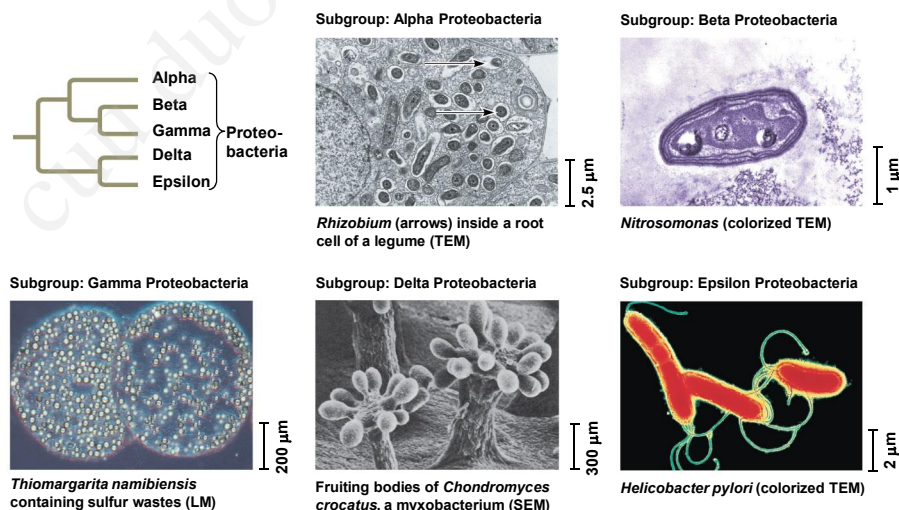 Alpha
Beta
Gamma
Delta
Epsilon
Proteo-
bacteria
Subgroup: Alpha Proteobacteria
2.5 μm
Rhizobium (arrows) inside a root
cell of a legume (TEM)
Subgroup: Beta Proteobacteria
1 μm
Nitrosomonas (colorized TEM)
Subgroup: Gamma Proteobacteria
200 μm
Thiomargarita namibiensis
containing sulfur wastes (LM)
Subgroup: Delta Proteobacteria
300 μm
Fruiting bodies of Chondromyces
crocatus, a myxobacterium (SEM)
Subgroup: Epsilon Proteobacteria
2 μm
Helicobacter pylori (colorized TEM)